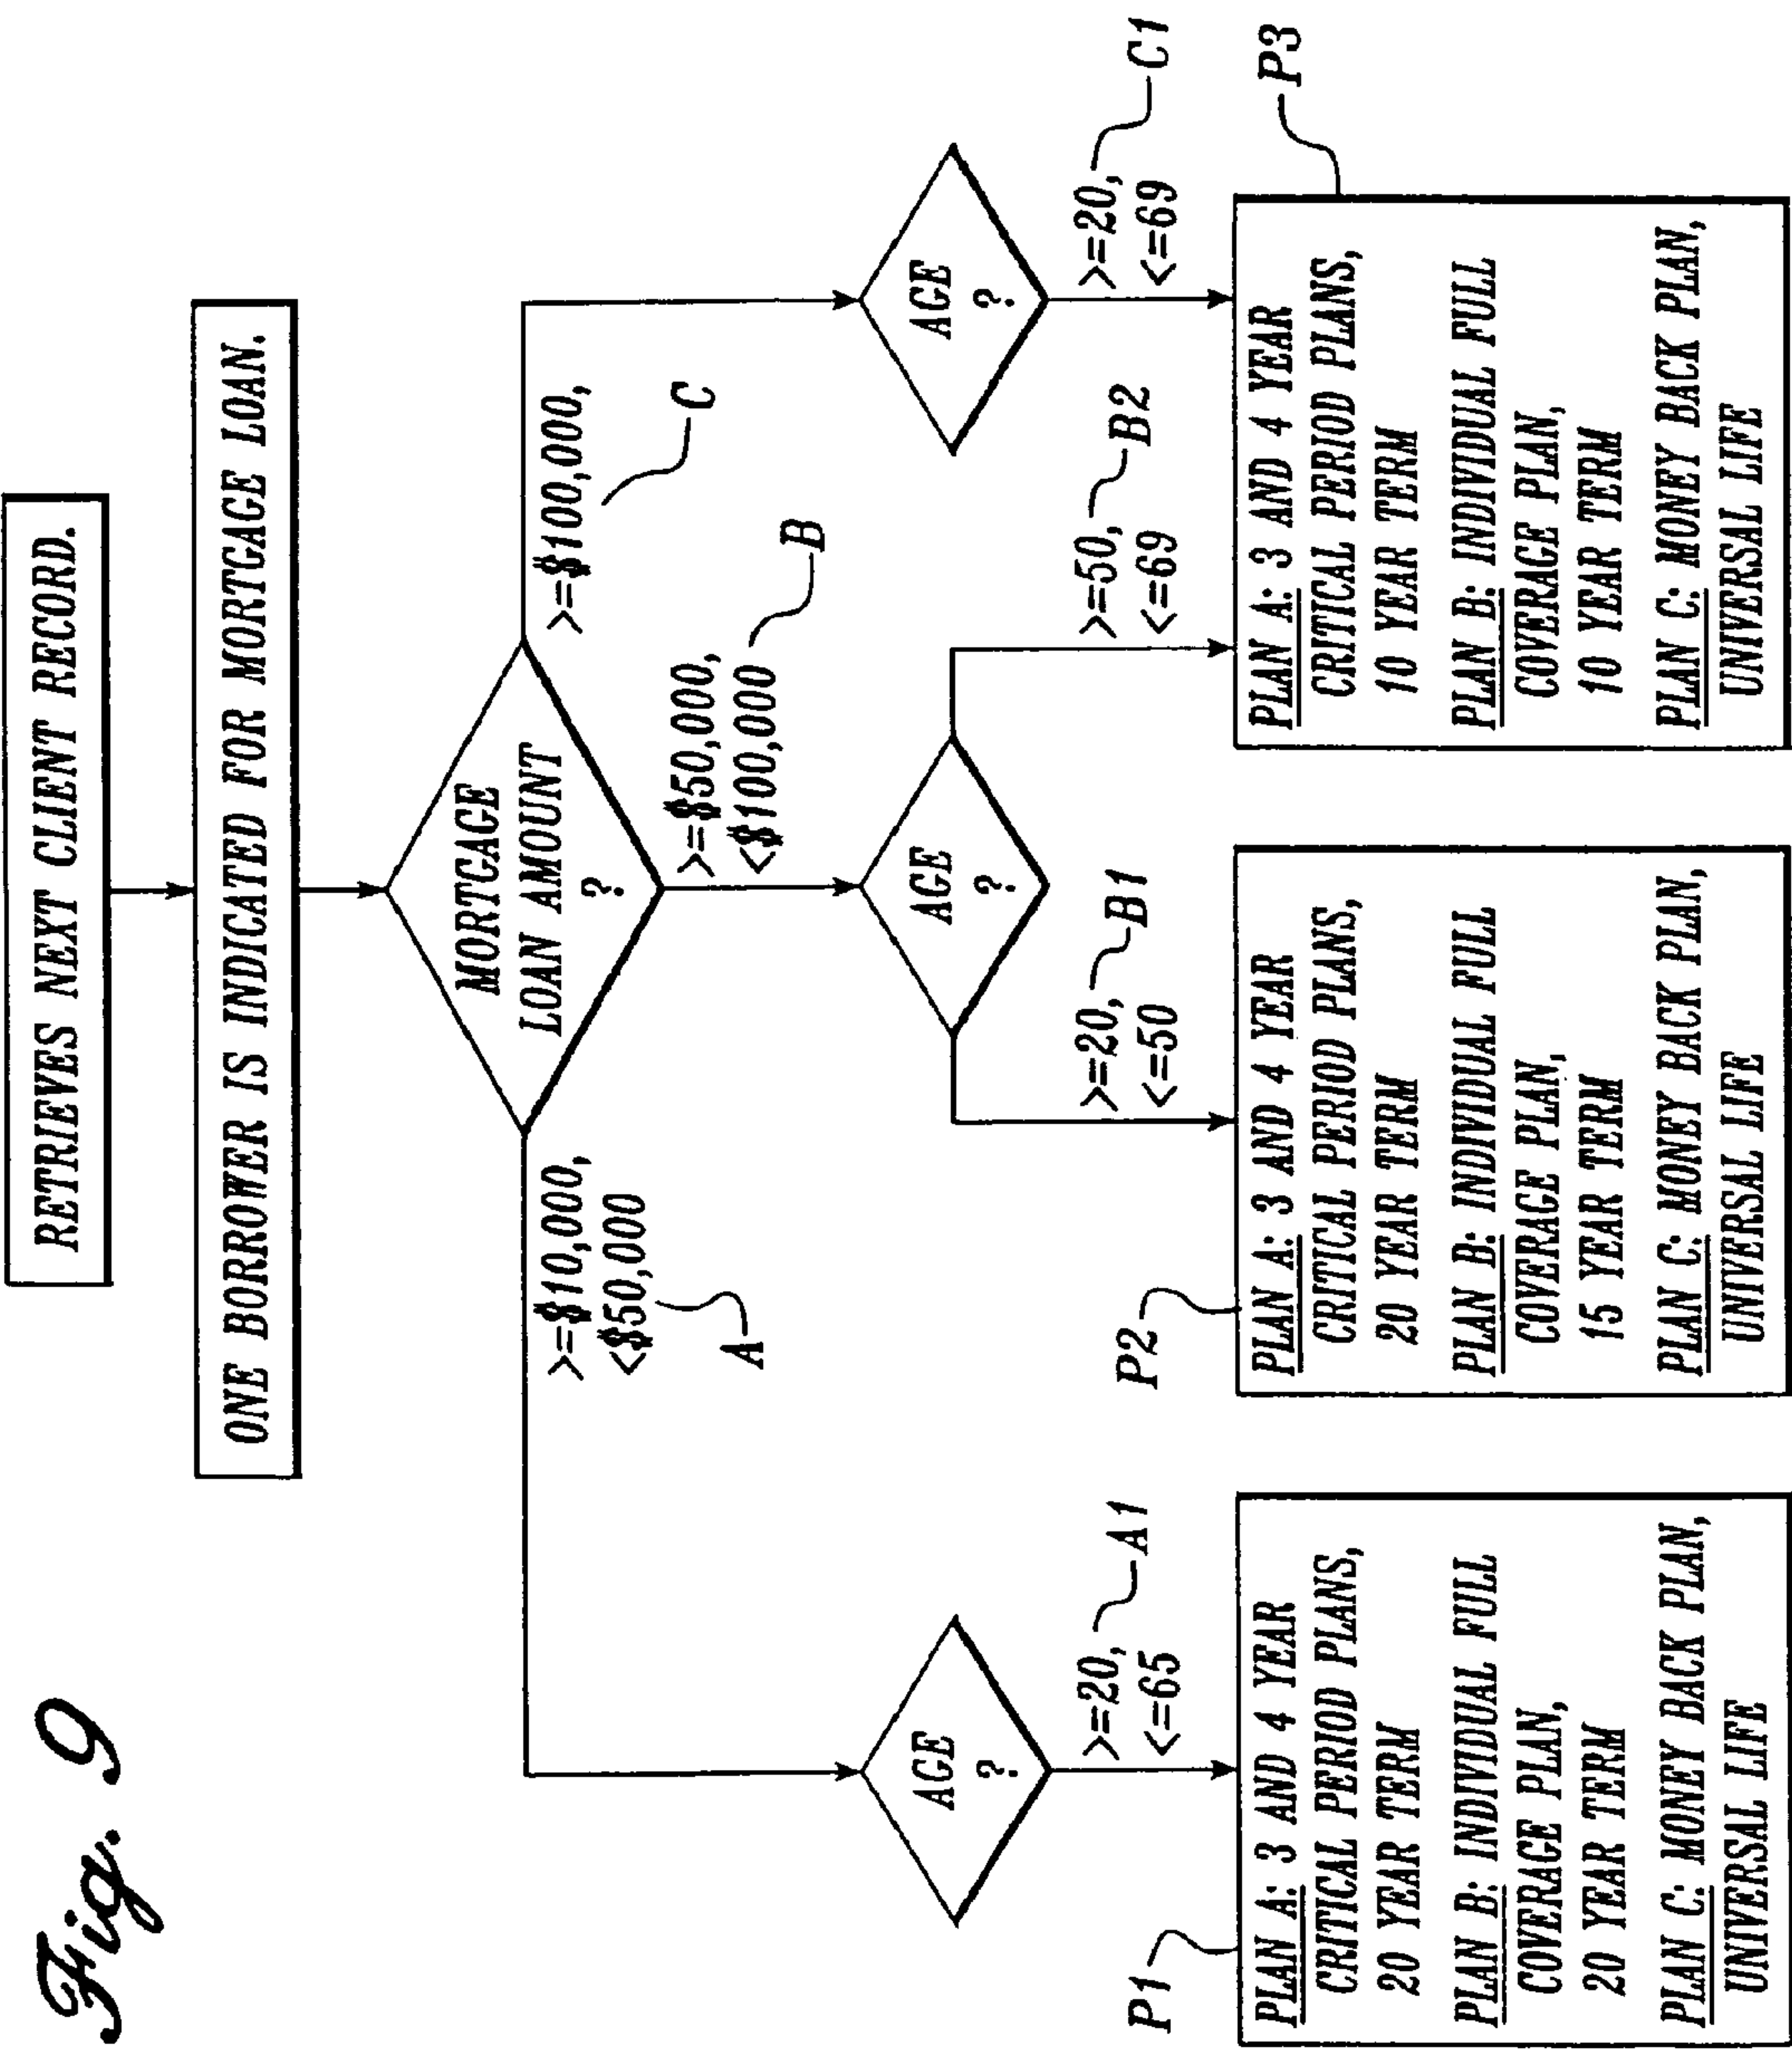 Fig. 9
RETRIEVES NEXT CLIENT RECORD.
ONE BORROWER IS INDICATED FOR MORTGAGE LOAN.
MORTGAGE
LOAN AMOUNT
?
>=$10,000,
<$50,000
A
>=$50,000,
<$100,000
B
>=$100,000,
C
AGE
?
>=20,
<=65
A1
AGE
?
>=20,
<=50
B1
>=50,
<=69
B2
AGE
?
>=20,
<=69
C1
P1
PLAN A: 3 AND 4 YEAR
CRITICAL PERIOD PLANS,
20 YEAR TERM
PLAN B: INDIVIDUAL FULL
COVERAGE PLAN,
20 YEAR TERM
PLAN C: MONEY BACK PLAN,
UNIVERSAL LIFE
P2
PLAN A: 3 AND 4 YEAR
CRITICAL PERIOD PLANS,
20 YEAR TERM
PLAN B: INDIVIDUAL FULL
COVERAGE PLAN,
15 YEAR TERM
PLAN C: MONEY BACK PLAN,
UNIVERSAL LIFE
P3
PLAN A: 3 AND 4 YEAR
CRITICAL PERIOD PLANS,
10 YEAR TERM
PLAN B: INDIVIDUAL FULL
COVERAGE PLAN,
10 YEAR TERM
PLAN C: MONEY BACK PLAN,
UNIVERSAL LIFE